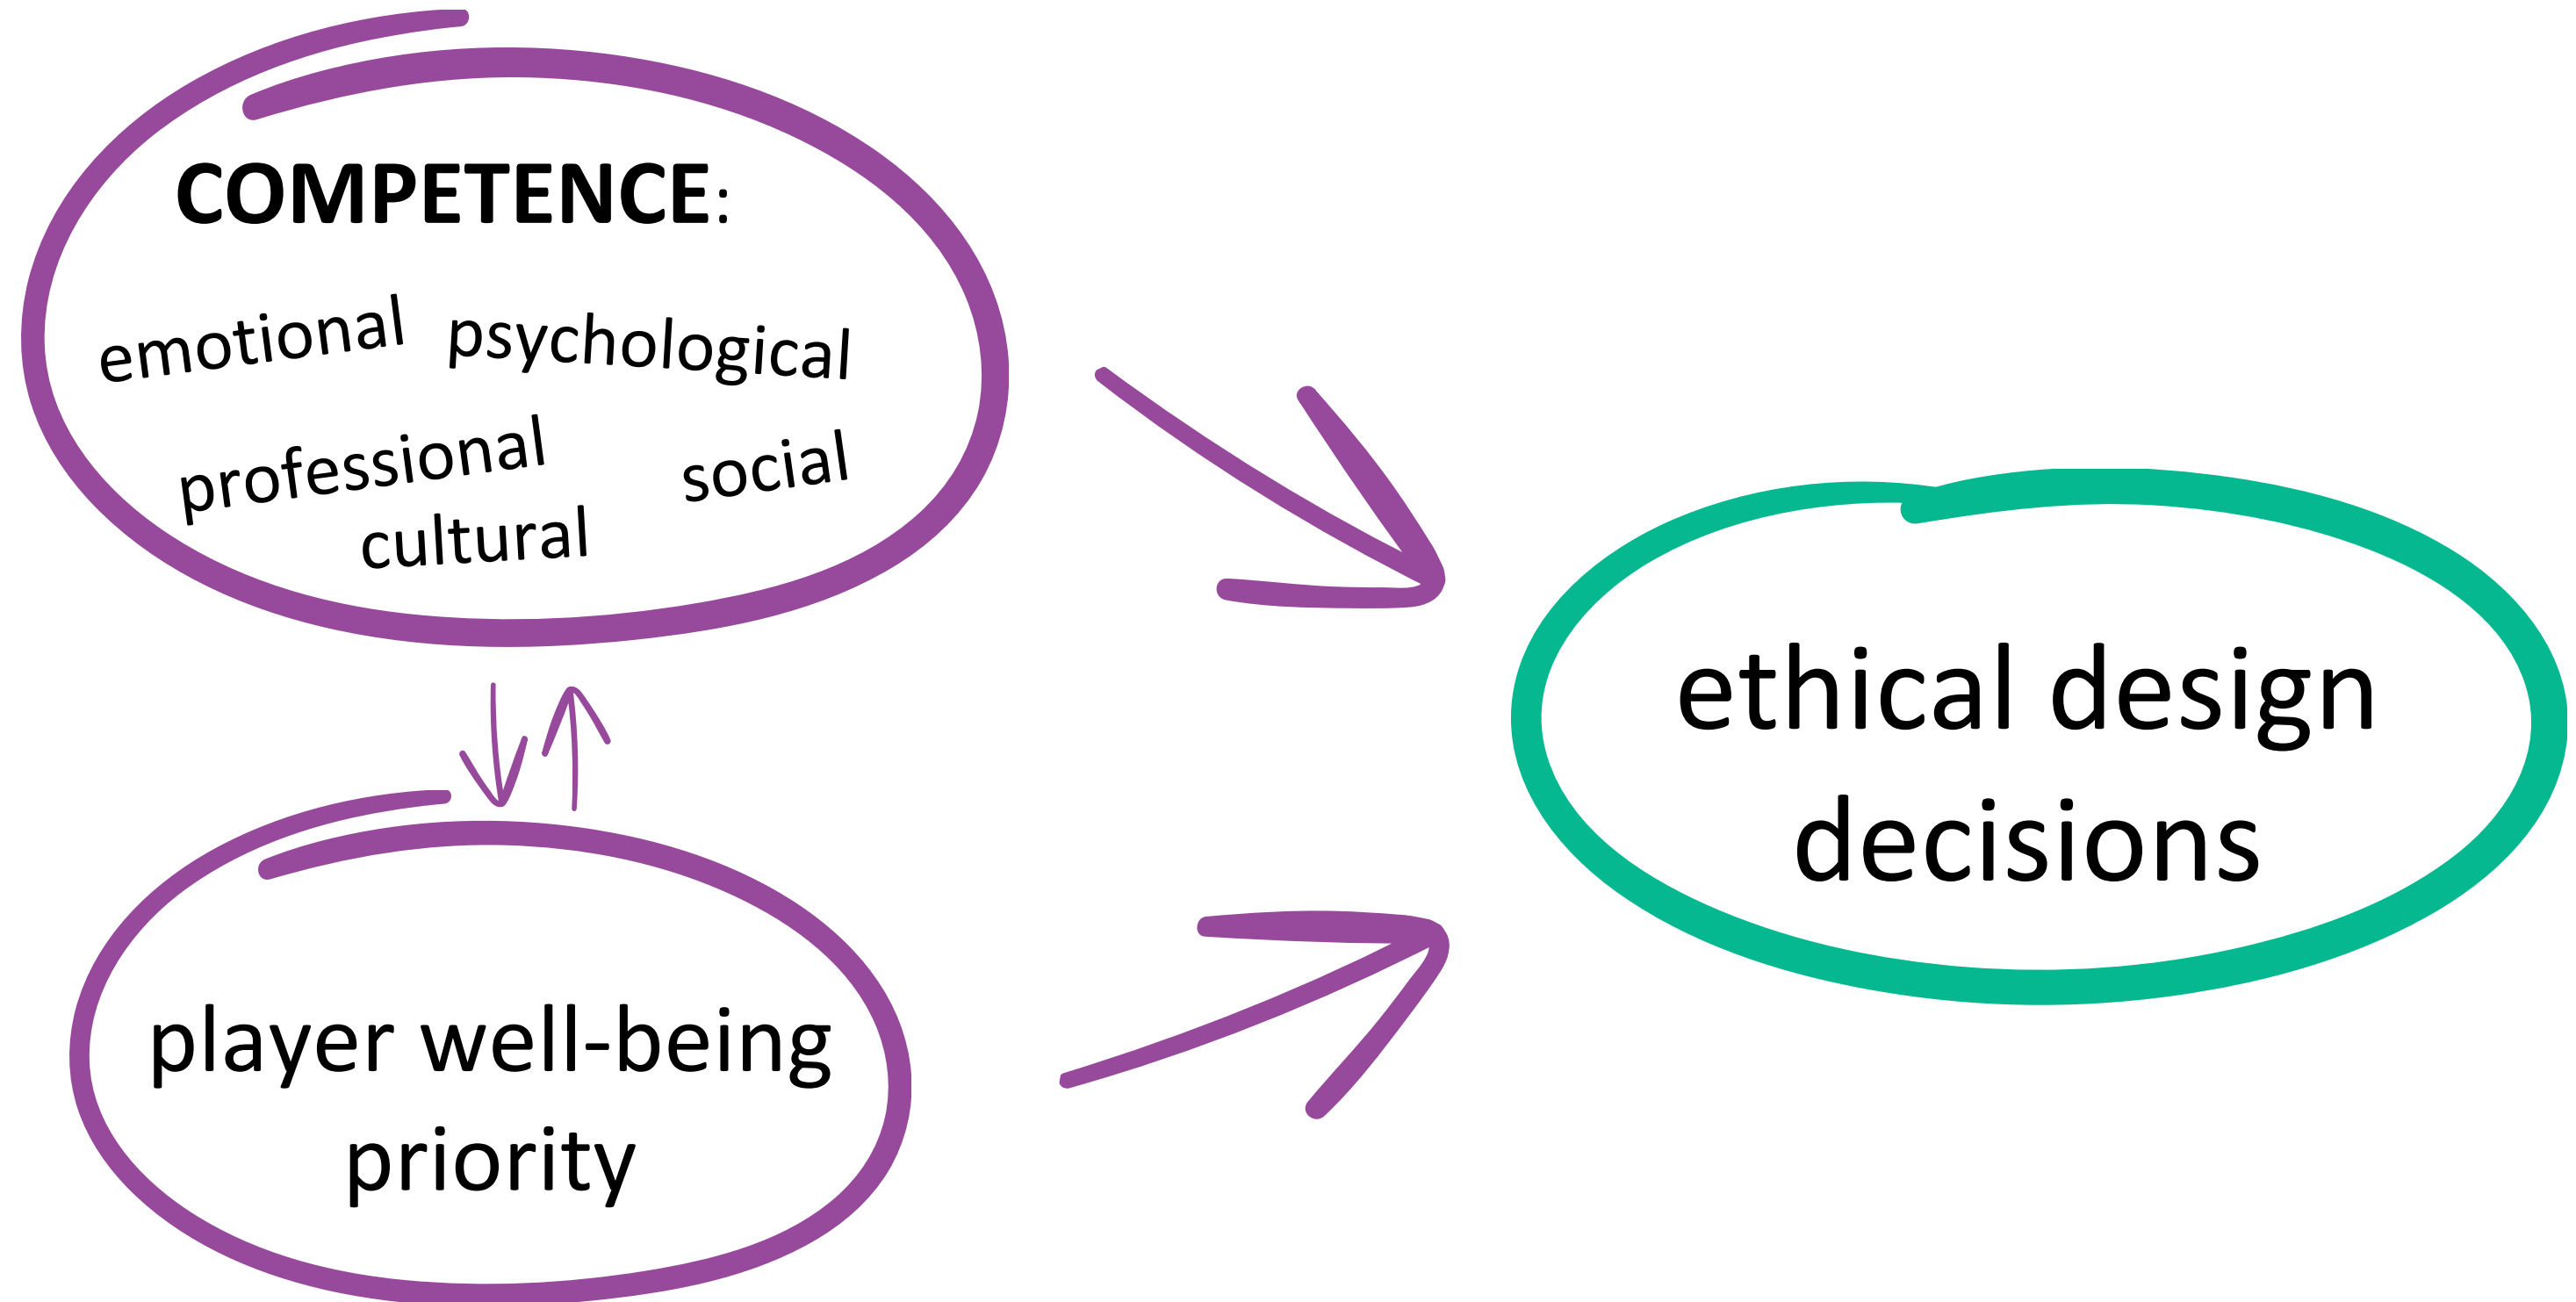 COMPETENCE:
emotional psychological
professional social
cultural
player well-being
priority
ethical design
decisions